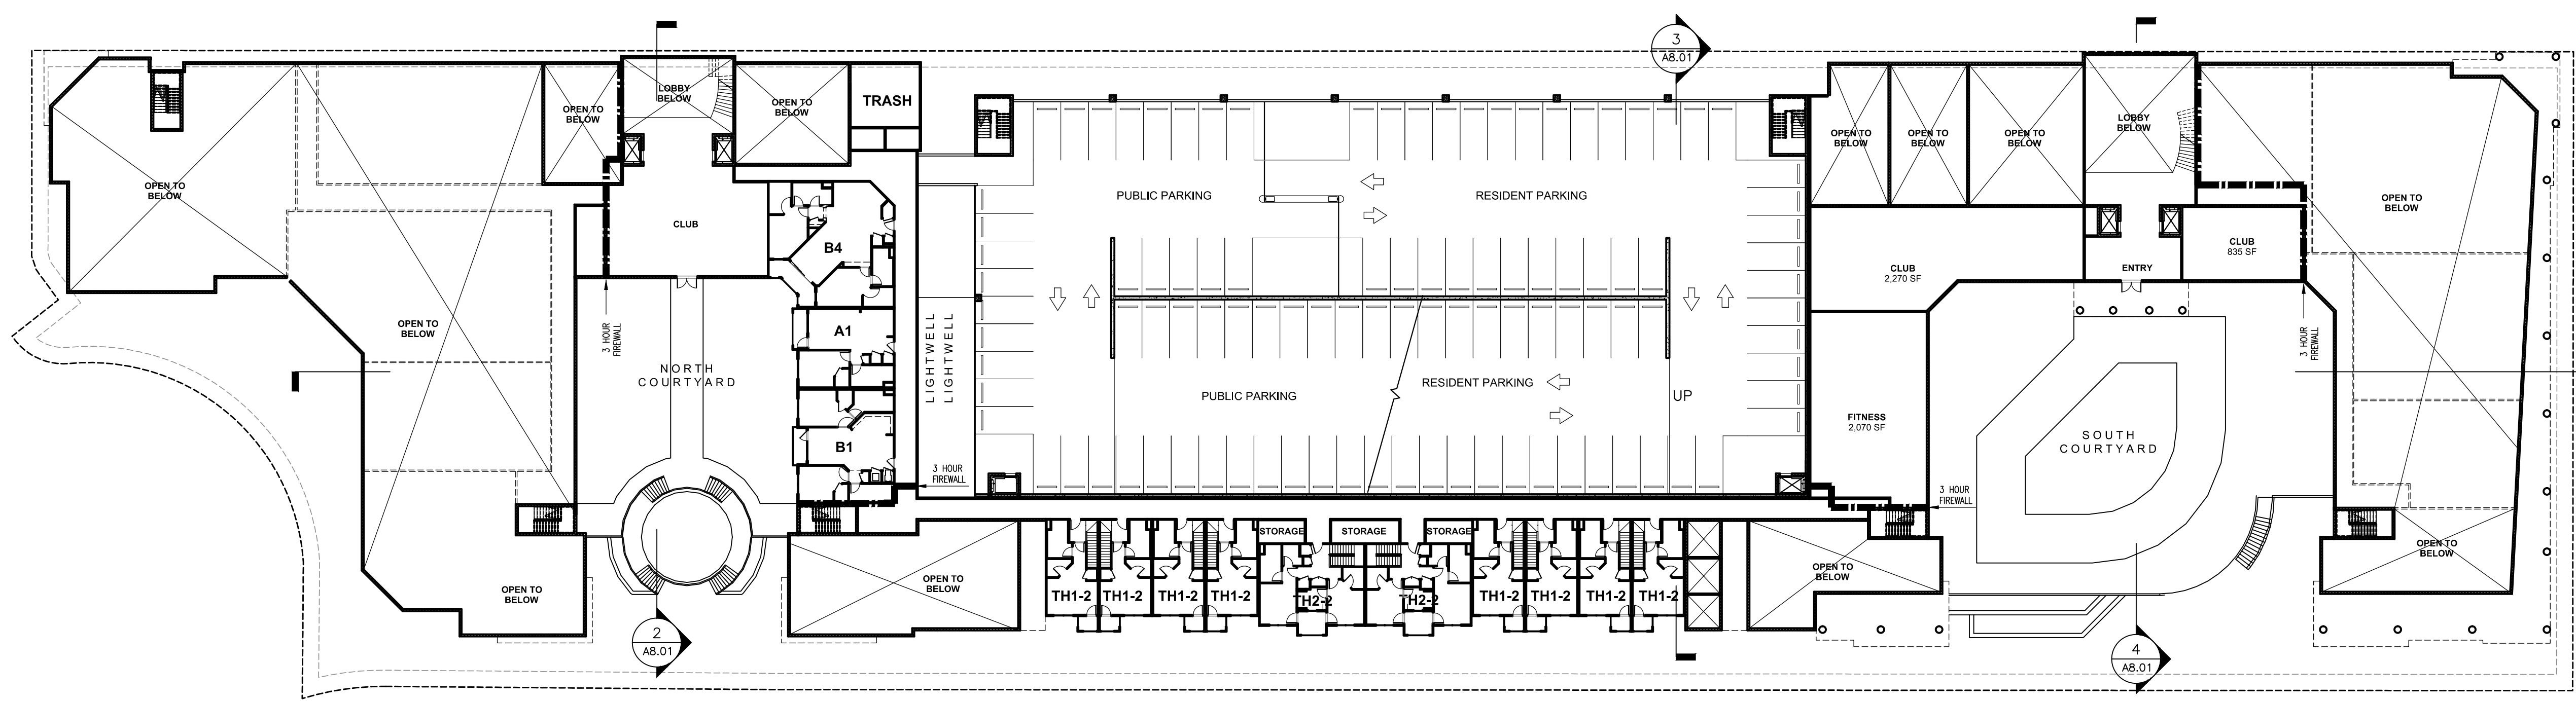 3
A8.01
LOBBY
BELOW
TRASH
OPEN TO
BELOW
OPEN TO
BELOW
OPEN TO
BELOW
OPEN TO
BELOW
OPEN TO
BELOW
OPEN TO
BELOW
LOBBY
BELOW
OPEN TO
BELOW
PUBLIC PARKING
RESIDENT PARKING
OPEN TO
BELOW
CLUB
B4
CLUB
835 SF
CLUB
2,270 SF
ENTRY
OPEN TO
BELOW
A1
3 HOUR
FIREWALL
LIGHTWELL
LIGHTWELL
3 HOUR
FIREWALL
NORTH
COURTYARD
RESIDENT PARKING
PUBLIC PARKING
UP
FITNESS
2,070 SF
SOUTH
COURTYARD
B1
3 HOUR
FIREWALL
3 HOUR
FIREWALL
STORAGE
STORAGE
STORAGE
OPEN TO
BELOW
OPEN TO
BELOW
OPEN TO
BELOW
OPEN TO
BELOW
TH1-2
TH1-2
TH1-2
TH1-2
TH2-2
TH2-2
TH1-2
TH1-2
TH1-2
TH1-2
2
A8.01
4
A8.01